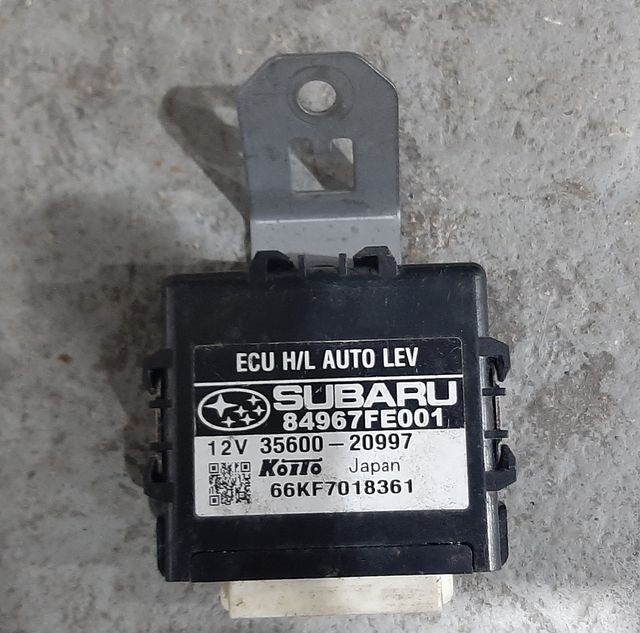 ECU H/L AUTO LEV
SUBARU
84967FE001
12V 35600-20997
KOITO Japan
66KF7018361